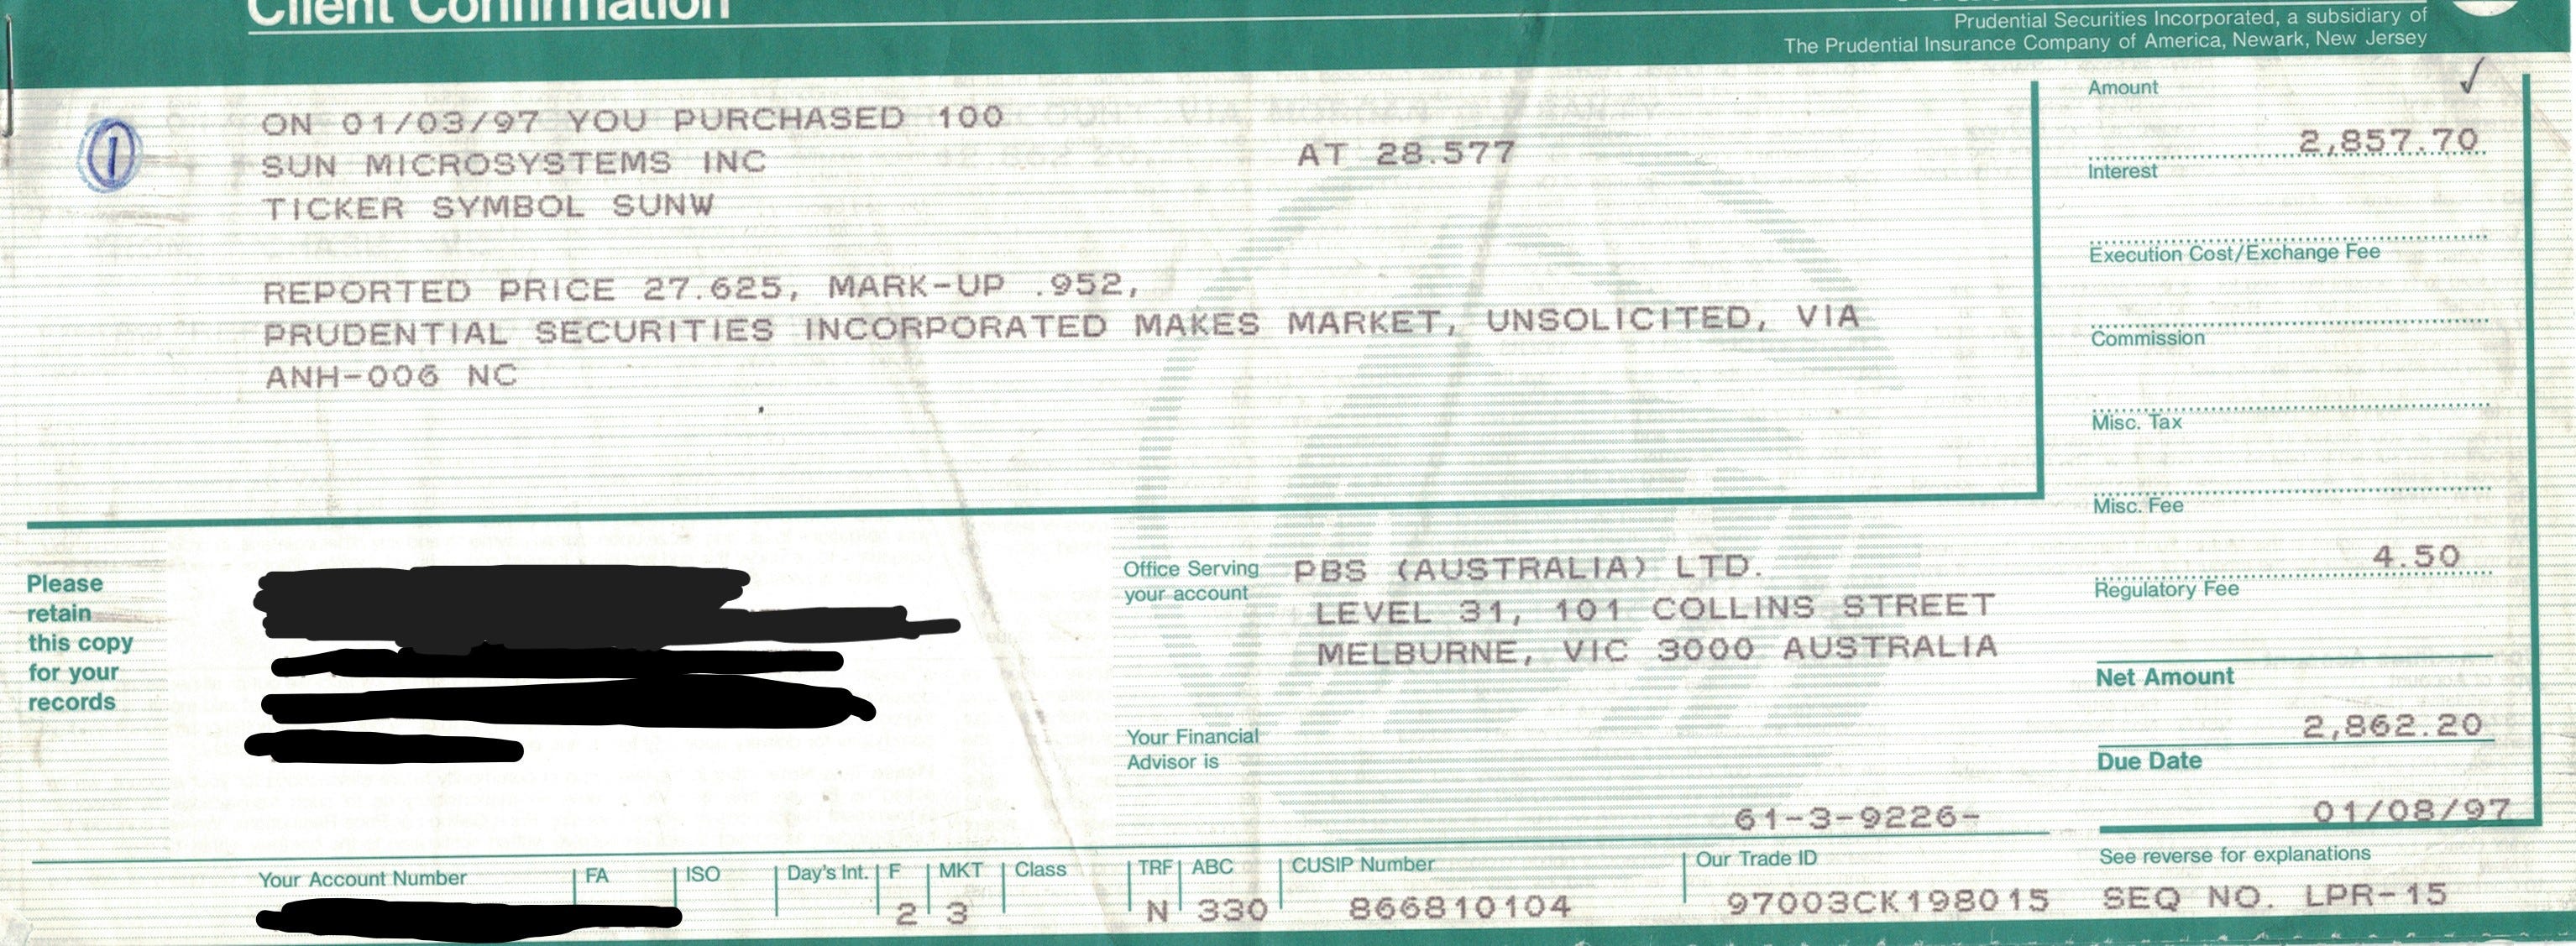 Client Confirmation
Prudential Securities Incorporated, a subsidiary of
The Prudential Insurance Company of America, Newark, New Jersey
1
ON 01/03/97 YOU PURCHASED 100
SUN MICROSYSTEMS INC AT 28.577
TICKER SYMBOL SUNW
REPORTED PRICE 27.625, MARK-UP .952,
PRUDENTIAL SECURITIES INCORPORATED MAKES MARKET, UNSOLICITED, VIA
ANH-006 NC
Amount
2,857.70
Interest
Execution Cost/Exchange Fee
Commission
Misc. Tax
Misc. Fee
4.50
Regulatory Fee
Net Amount
2,862.20
Due Date
01/08/97
Please
retain
this copy
for your
records
Office Serving
your account
PBS (AUSTRALIA) LTD.
LEVEL 31, 101 COLLINS STREET
MELBURNE, VIC 3000 AUSTRALIA
Your Financial
Advisor is
61-3-9226-
Your Account Number FA ISO Day's Int. F MKT Class TRF ABC CUSIP Number Our Trade ID See reverse for explanations
2 3 N 330 866810104 97003CK198015 SEQ NO. LPR-15